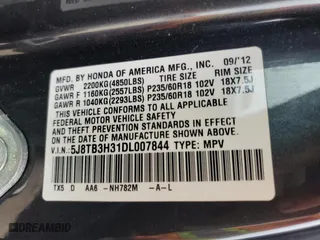 MFD. BY HONDA OF AMERICA MFG., INC. 09/'12
GVWR 2200KG(4850LBS) TIRE SIZE RIM SIZE
GAWR F 1160KG(2557LBS) P235/60R18 102V 18X7.5J
GAWR R 1040KG(2293LBS) P235/60R18 102V 18X7.5J
THIS VEHICLE CONFORMS TO ALL APPLICABLE
FEDERAL MOTOR VEHICLE SAFETY AND THEFT PREVENTION
STANDARDS IN EFFECT ON THE DATE OF
MANUFACTURE SHOWN ABOVE.
V.I.N.: 5J8TB3H31DL007844 TYPE: MPV
TX5 D AA6 -NH782M -A-L
DREAMBID